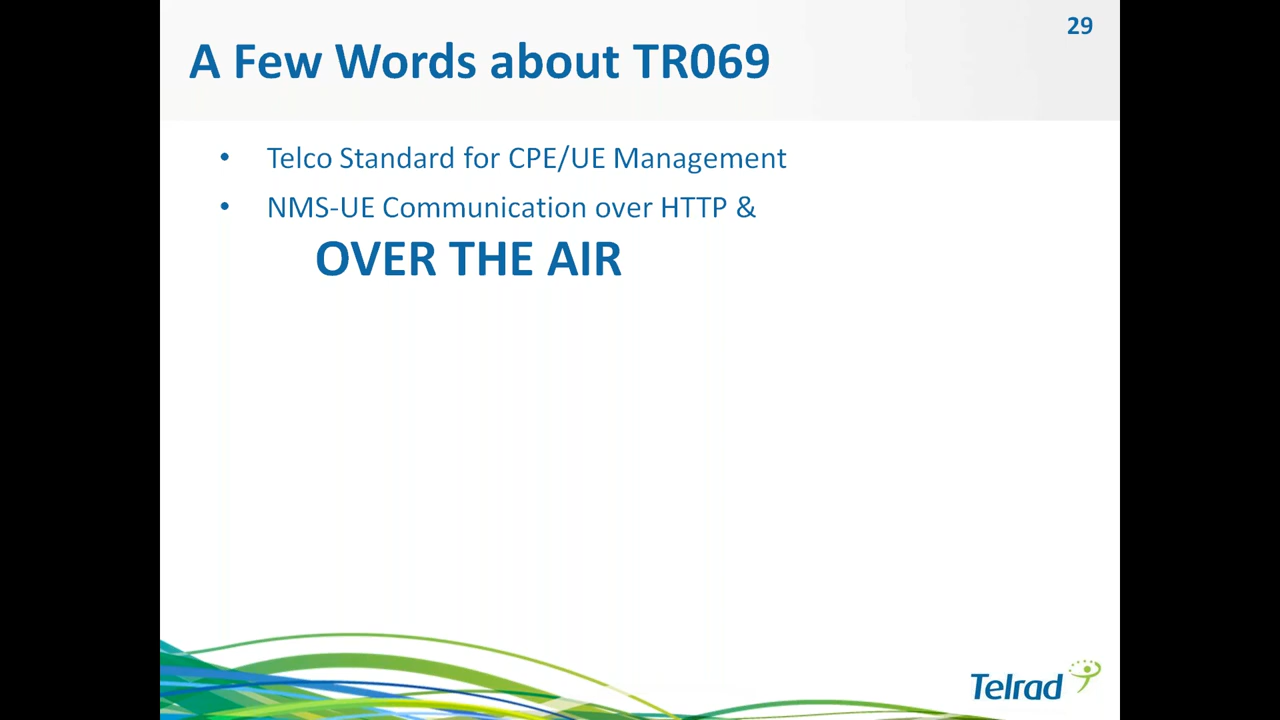 29
A Few Words about TR069
• Telco Standard for CPE/UE Management
• NMS-UE Communication over HTTP &
OVER THE AIR
Telrad